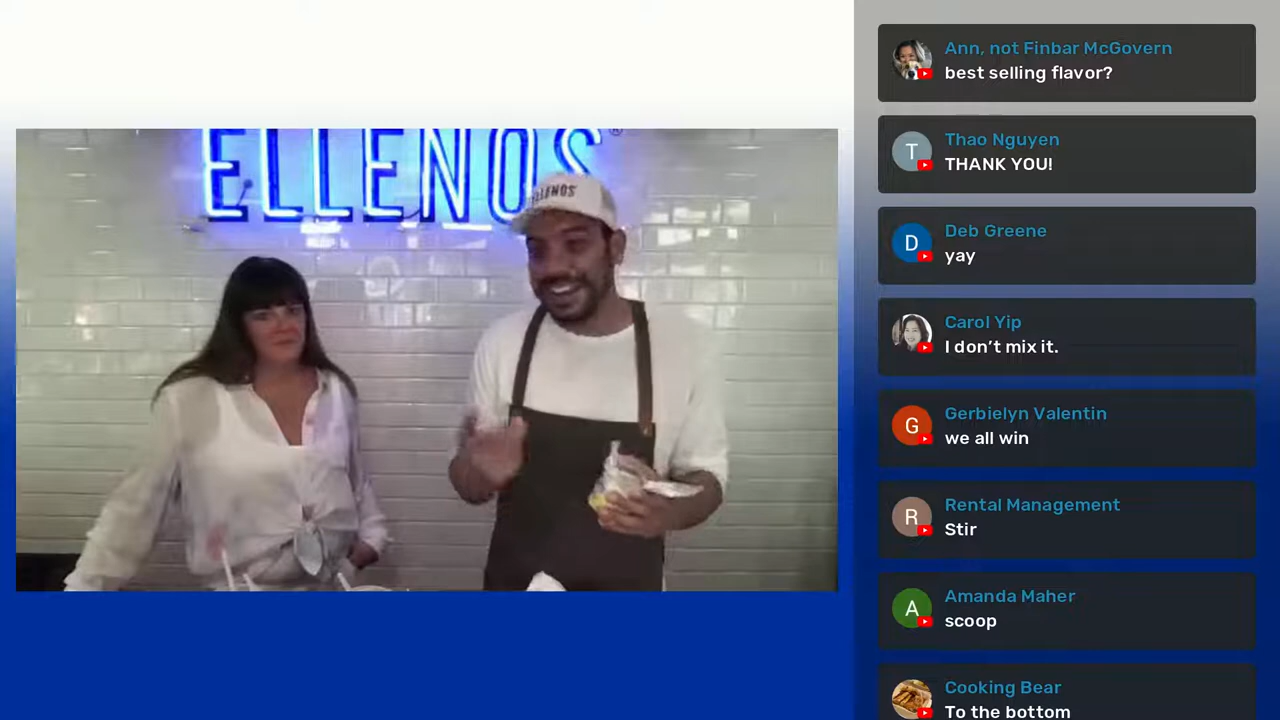 ELLENOS®
ELLENOS
Ann, not Finbar McGovern
best selling flavor?
T
Thao Nguyen
THANK YOU!
D
Deb Greene
yay
Carol Yip
I don’t mix it.
G
Gerbielyn Valentin
we all win
R
Rental Management
Stir
A
Amanda Maher
scoop
Cooking Bear
To the bottom